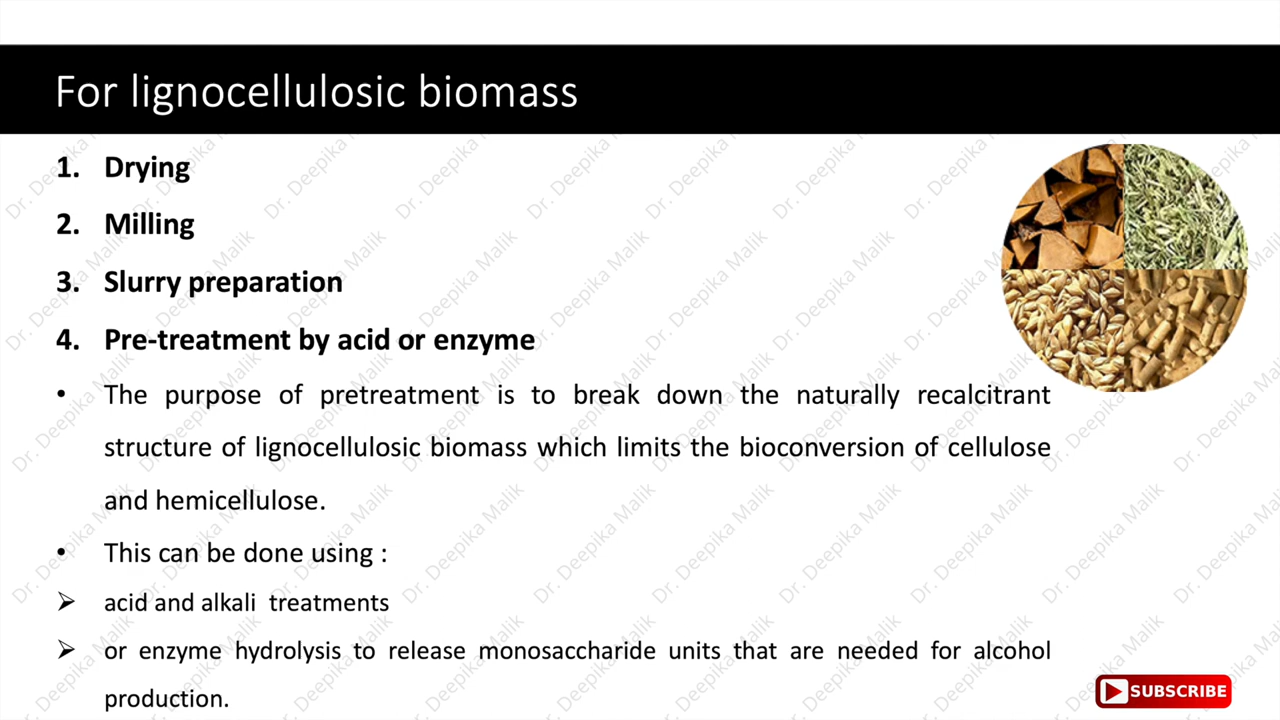 For lignocellulosic biomass
1. Drying
2. Milling
3. Slurry preparation
4. Pre-treatment by acid or enzyme
• The purpose of pretreatment is to break down the naturally recalcitrant
structure of lignocellulosic biomass which limits the bioconversion of cellulose
and hemicellulose.
• This can be done using :
➢ acid and alkali treatments
➢ or enzyme hydrolysis to release monosaccharide units that are needed for alcohol
production.
SUBSCRIBE
Dr. Deepika Malik